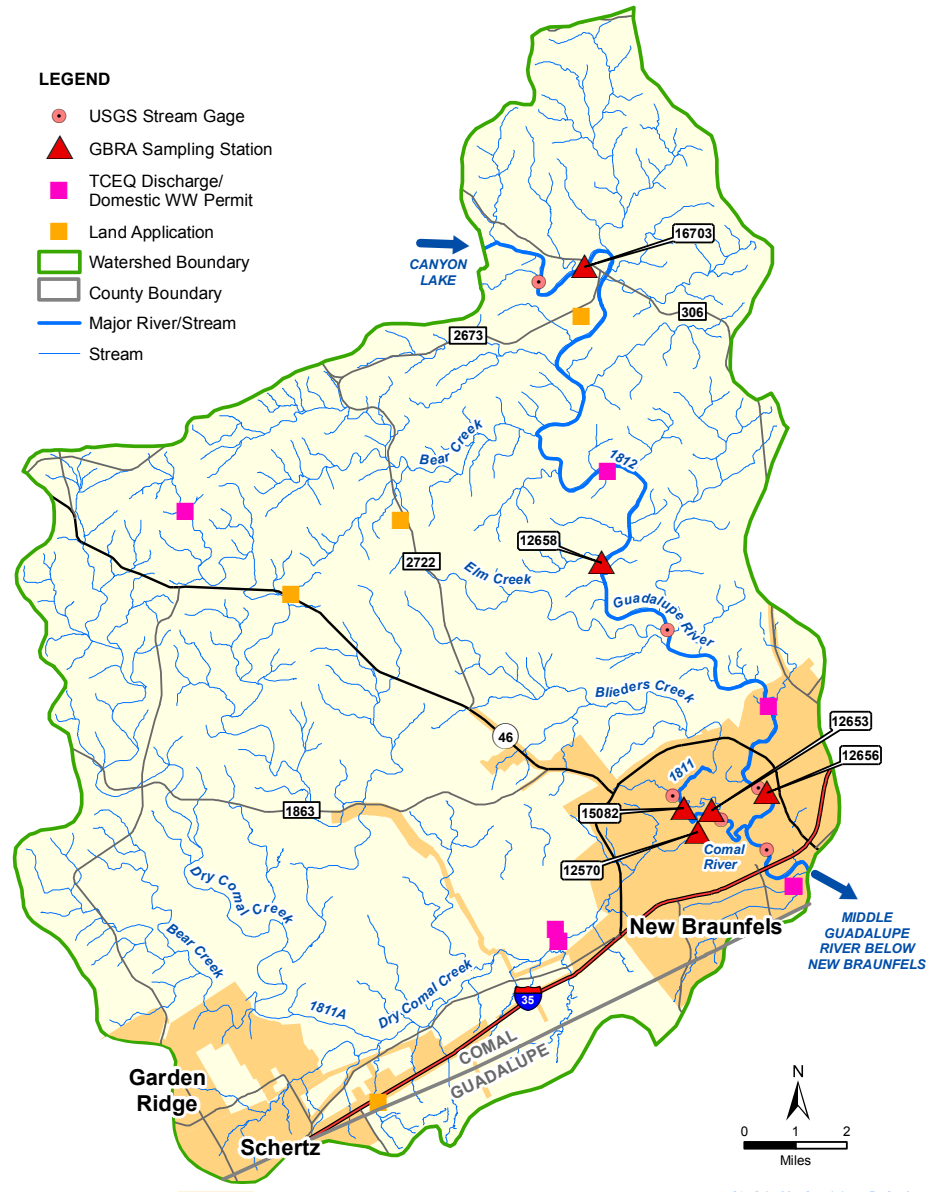 LEGEND
USGS Stream Gage
GBRA Sampling Station
TCEQ Discharge/
Domestic WW Permit
Land Application
Watershed Boundary
County Boundary
Major River/Stream
Stream
16703
CANYON
LAKE
306
2673
Bear Creek
1812
12658
2722
Elm Creek
Guadalupe River
Blieders Creek
12653
46
12656
1811
1863
15082
Comal
River
12570
Dry Comal
Creek
New Braunfels
MIDDLE
GUADALUPE
RIVER BELOW
NEW BRAUNFELS
Bear Creek
Dry Comal Creek
35
1811A
COMAL
GUADALUPE
Garden
Ridge
Schertz
N
0 1 2
Miles